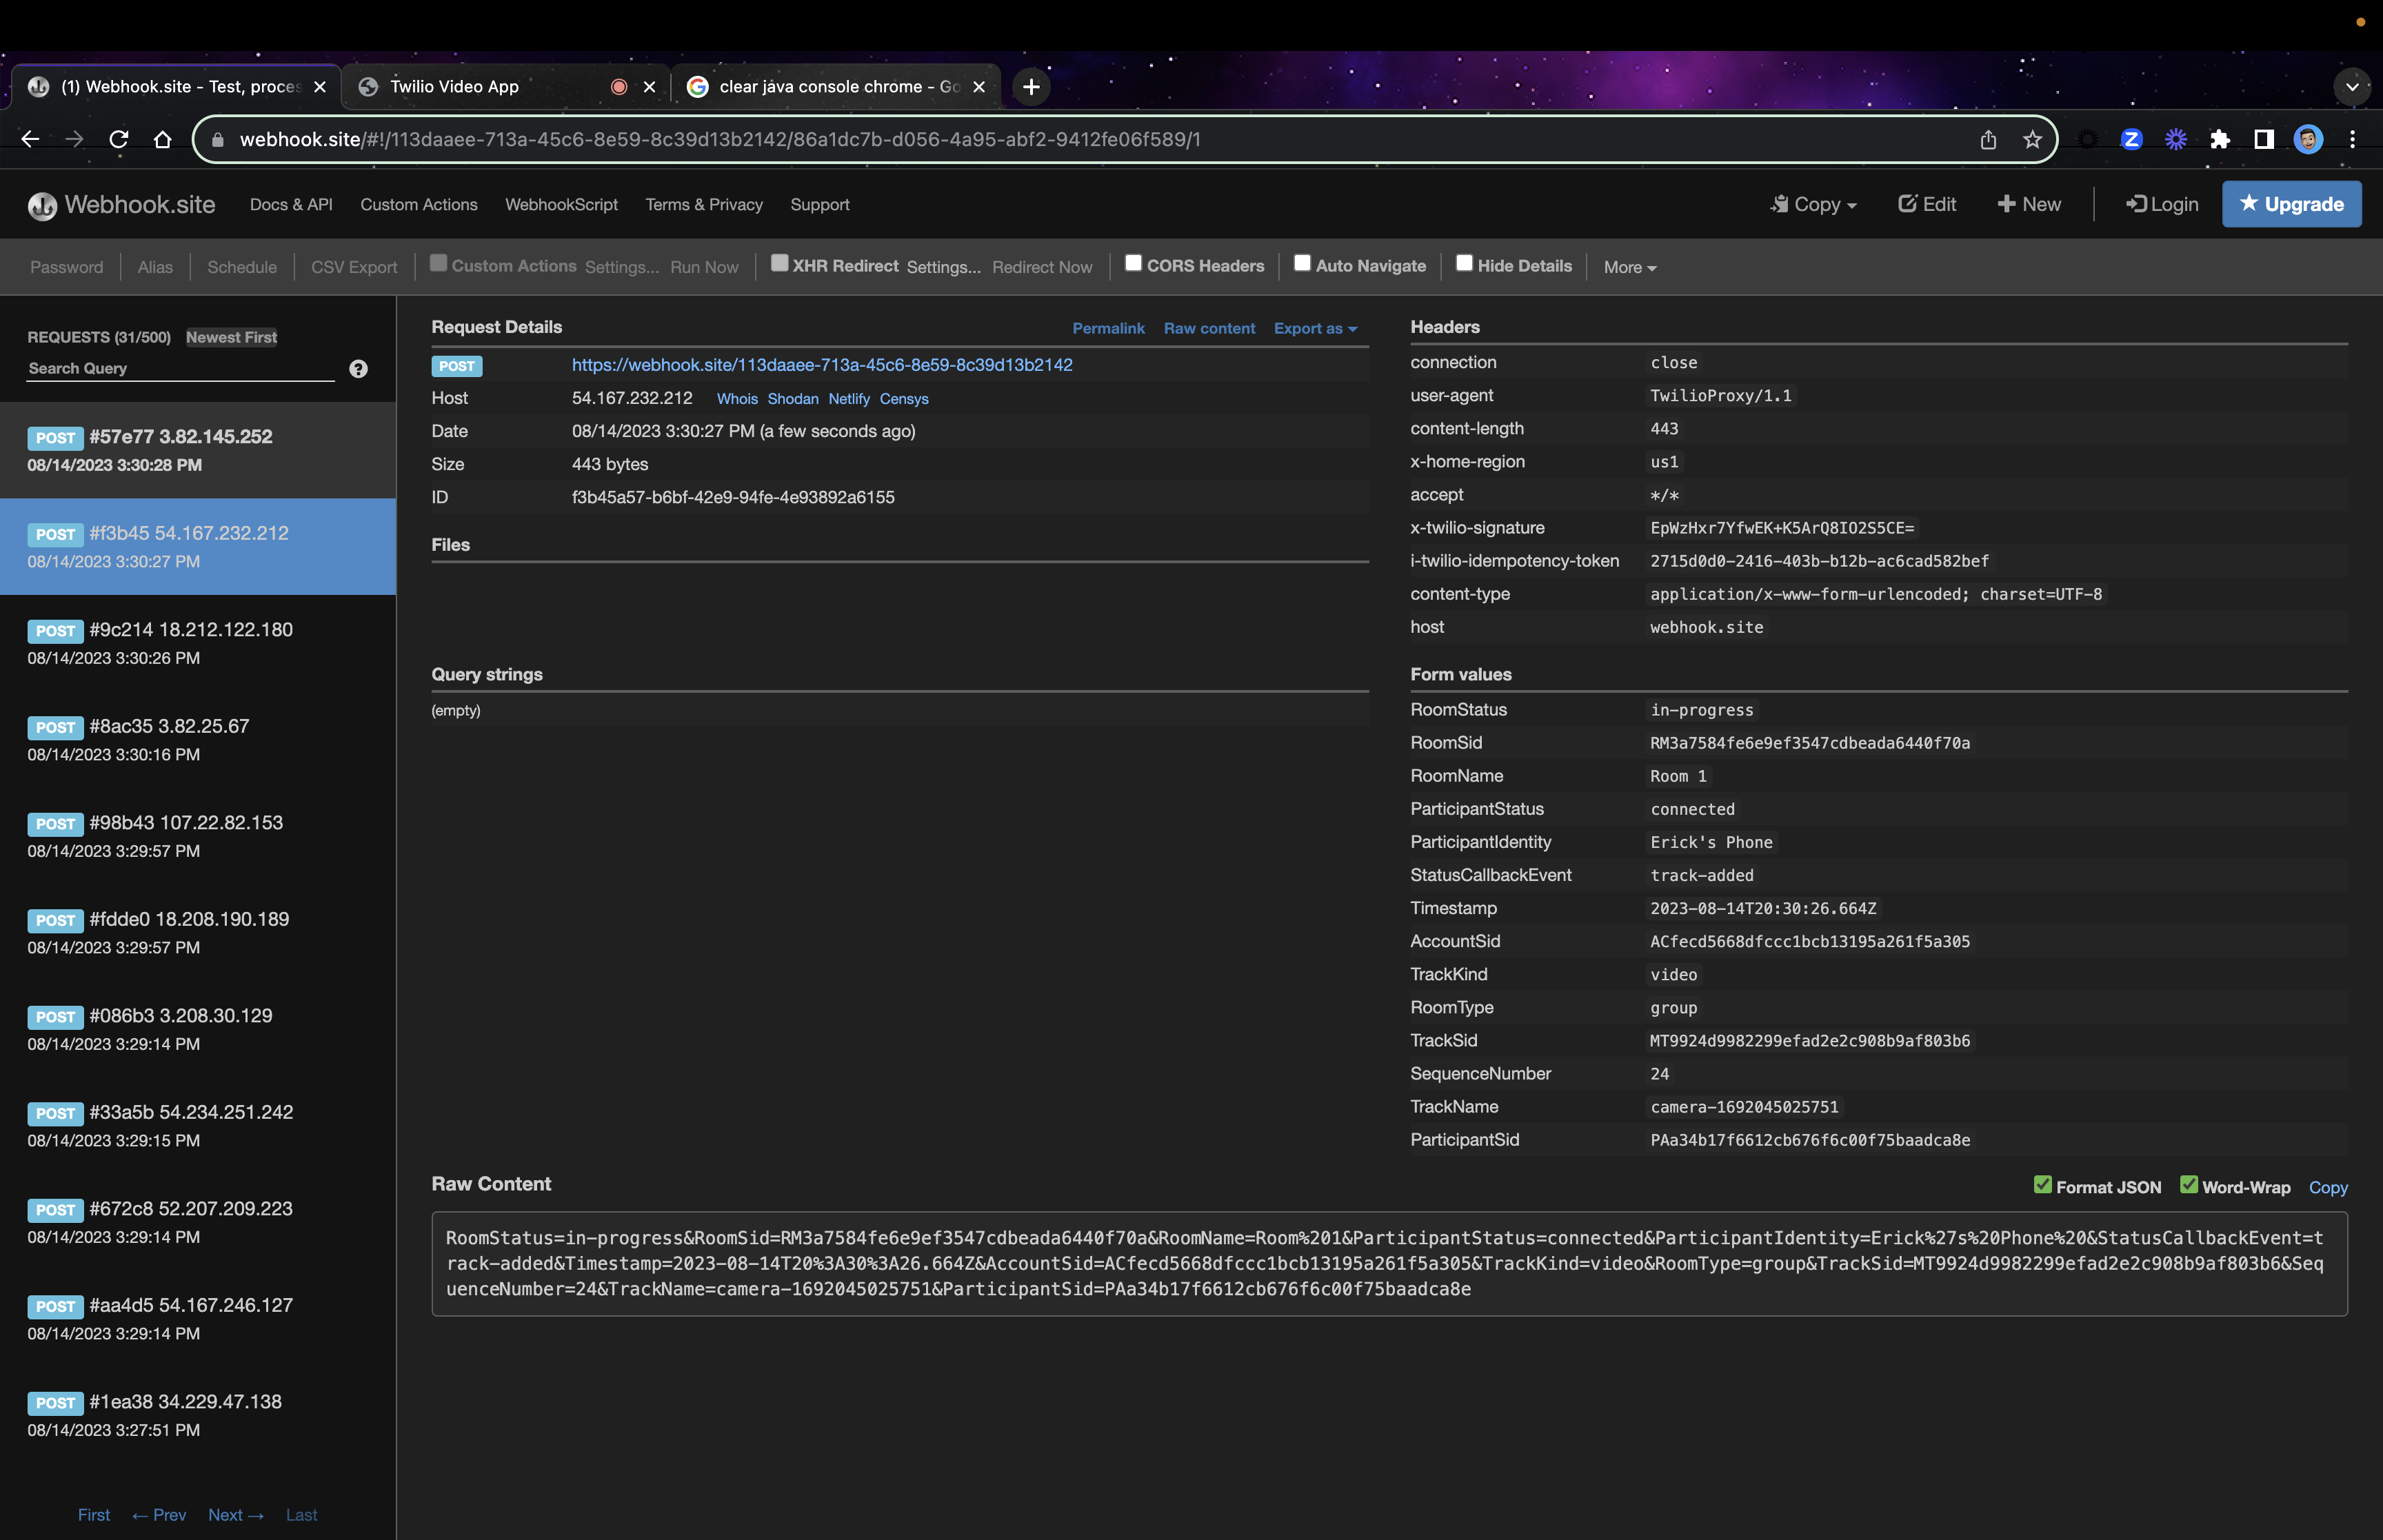 (1) Webhook.site - Test, proces
Twilio Video App
clear java console chrome - Go
webhook.site/#!/113daaee-713a-45c6-8e59-8c39d13b2142/86a1dc7b-d056-4a95-abf2-9412fe06f589/1
Webhook.site Docs & API Custom Actions WebhookScript Terms & Privacy Support Copy Edit New Login Upgrade
Password Alias Schedule CSV Export Custom Actions Settings... Run Now XHR Redirect Settings... Redirect Now CORS Headers Auto Navigate Hide Details More
REQUESTS (31/500) Newest First
Search Query
POST #57e77 3.82.145.252
08/14/2023 3:30:28 PM
POST #f3b45 54.167.232.212
08/14/2023 3:30:27 PM
POST #9c214 18.212.122.180
08/14/2023 3:30:26 PM
POST #8ac35 3.82.25.67
08/14/2023 3:30:16 PM
POST #98b43 107.22.82.153
08/14/2023 3:29:57 PM
POST #fdde0 18.208.190.189
08/14/2023 3:29:57 PM
POST #086b3 3.208.30.129
08/14/2023 3:29:14 PM
POST #33a5b 54.234.251.242
08/14/2023 3:29:15 PM
POST #672c8 52.207.209.223
08/14/2023 3:29:14 PM
POST #aa4d5 54.167.246.127
08/14/2023 3:29:14 PM
POST #1ea38 34.229.47.138
08/14/2023 3:27:51 PM
First ← Prev Next → Last
Request Details Permalink Raw content Export as
POST https://webhook.site/113daaee-713a-45c6-8e59-8c39d13b2142
Host 54.167.232.212 Whois Shodan Netlify Censys
Date 08/14/2023 3:30:27 PM (a few seconds ago)
Size 443 bytes
ID f3b45a57-b6bf-42e9-94fe-4e93892a6155
Files
Query strings
(empty)
Headers
connection close
user-agent TwilioProxy/1.1
content-length 443
x-home-region us1
accept */*
x-twilio-signature EpWzHxr7YfwEK+K5ArQ8IO2S5CE=
i-twilio-idempotency-token 2715d0d0-2416-403b-b12b-ac6cad582bef
content-type application/x-www-form-urlencoded; charset=UTF-8
host webhook.site
Form values
RoomStatus in-progress
RoomSid RM3a7584fe6e9ef3547cdbeada6440f70a
RoomName Room 1
ParticipantStatus connected
ParticipantIdentity Erick's Phone
StatusCallbackEvent track-added
Timestamp 2023-08-14T20:30:26.664Z
AccountSid ACfecd5668dfccc1bcb13195a261f5a305
TrackKind video
RoomType group
TrackSid MT9924d9982299efad2e2c908b9af803b6
SequenceNumber 24
TrackName camera-1692045025751
ParticipantSid PAa34b17f6612cb676f6c00f75baadca8e
Raw Content Format JSON Word-Wrap Copy
RoomStatus=in-progress&RoomSid=RM3a7584fe6e9ef3547cdbeada6440f70a&RoomName=Room%201&ParticipantStatus=connected&ParticipantIdentity=Erick%27s%20Phone%20&StatusCallbackEvent=t
rack-added&Timestamp=2023-08-14T20%3A30%3A26.664Z&AccountSid=ACfecd5668dfccc1bcb13195a261f5a305&TrackKind=video&RoomType=group&TrackSid=MT9924d9982299efad2e2c908b9af803b6&Seq
uenceNumber=24&TrackName=camera-1692045025751&ParticipantSid=PAa34b17f6612cb676f6c00f75baadca8e